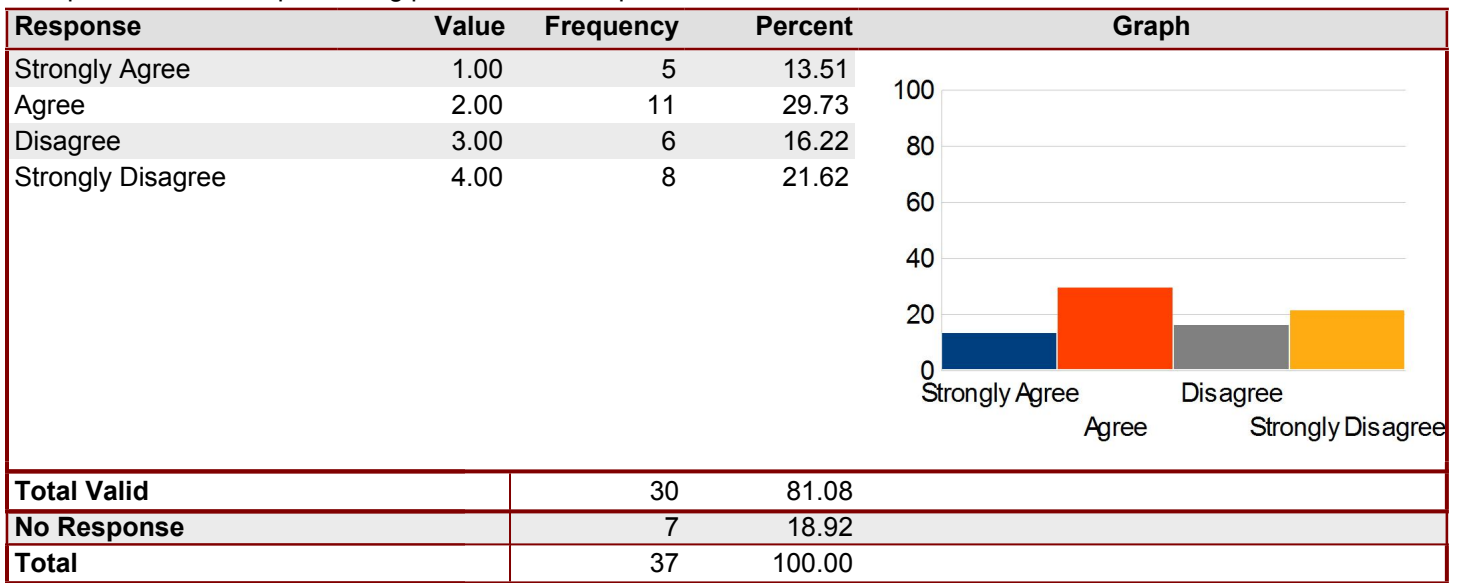 Response Value Frequency Percent Graph
Strongly Agree 1.00 5 13.51
Agree 2.00 11 29.73
Disagree 3.00 6 16.22
Strongly Disagree 4.00 8 21.62
100
80
60
40
20
0
Strongly Agree Disagree
Agree Strongly Disagree
Total Valid 30 81.08
No Response 7 18.92
Total 37 100.00